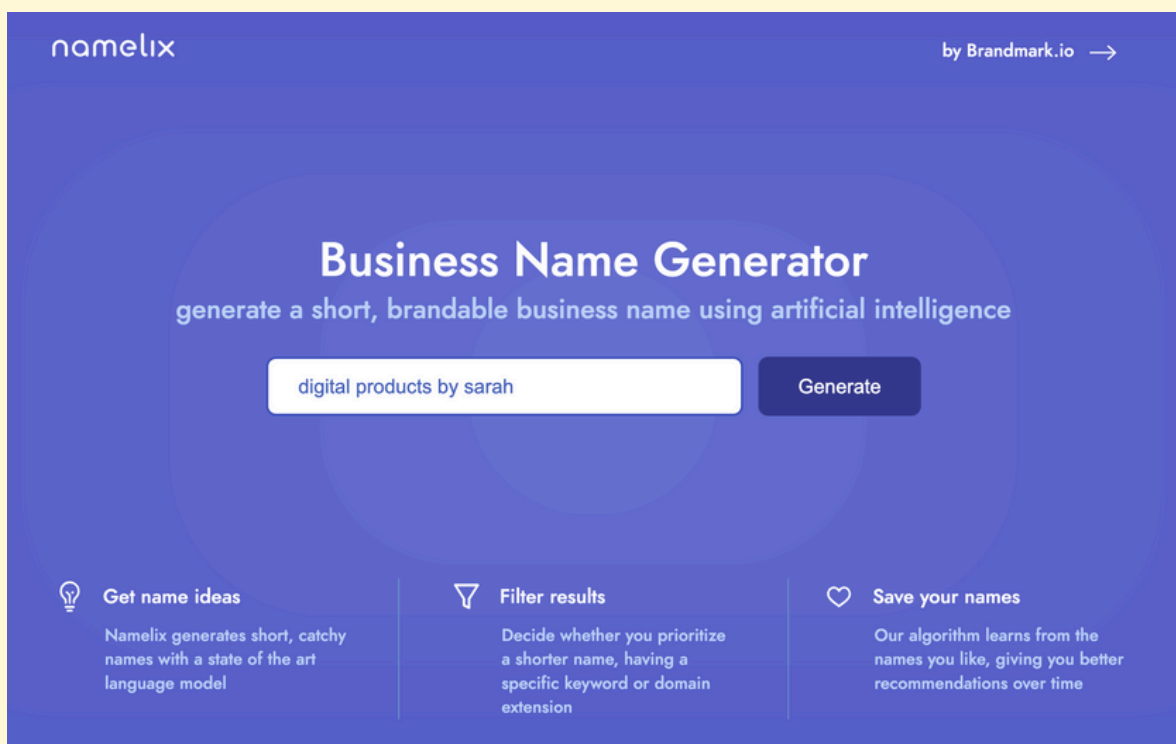 namelix
by Brandmark.io
Business Name Generator
generate a short, brandable business name using artificial intelligence
digital products by sarah
Generate
Get name ideas
Namelix generates short, catchy
names with a state of the art
language model
Filter results
Decide whether you prioritize
a shorter name, having a
specific keyword or domain
extension
Save your names
Our algorithm learns from the
names you like, giving you better
recommendations over time